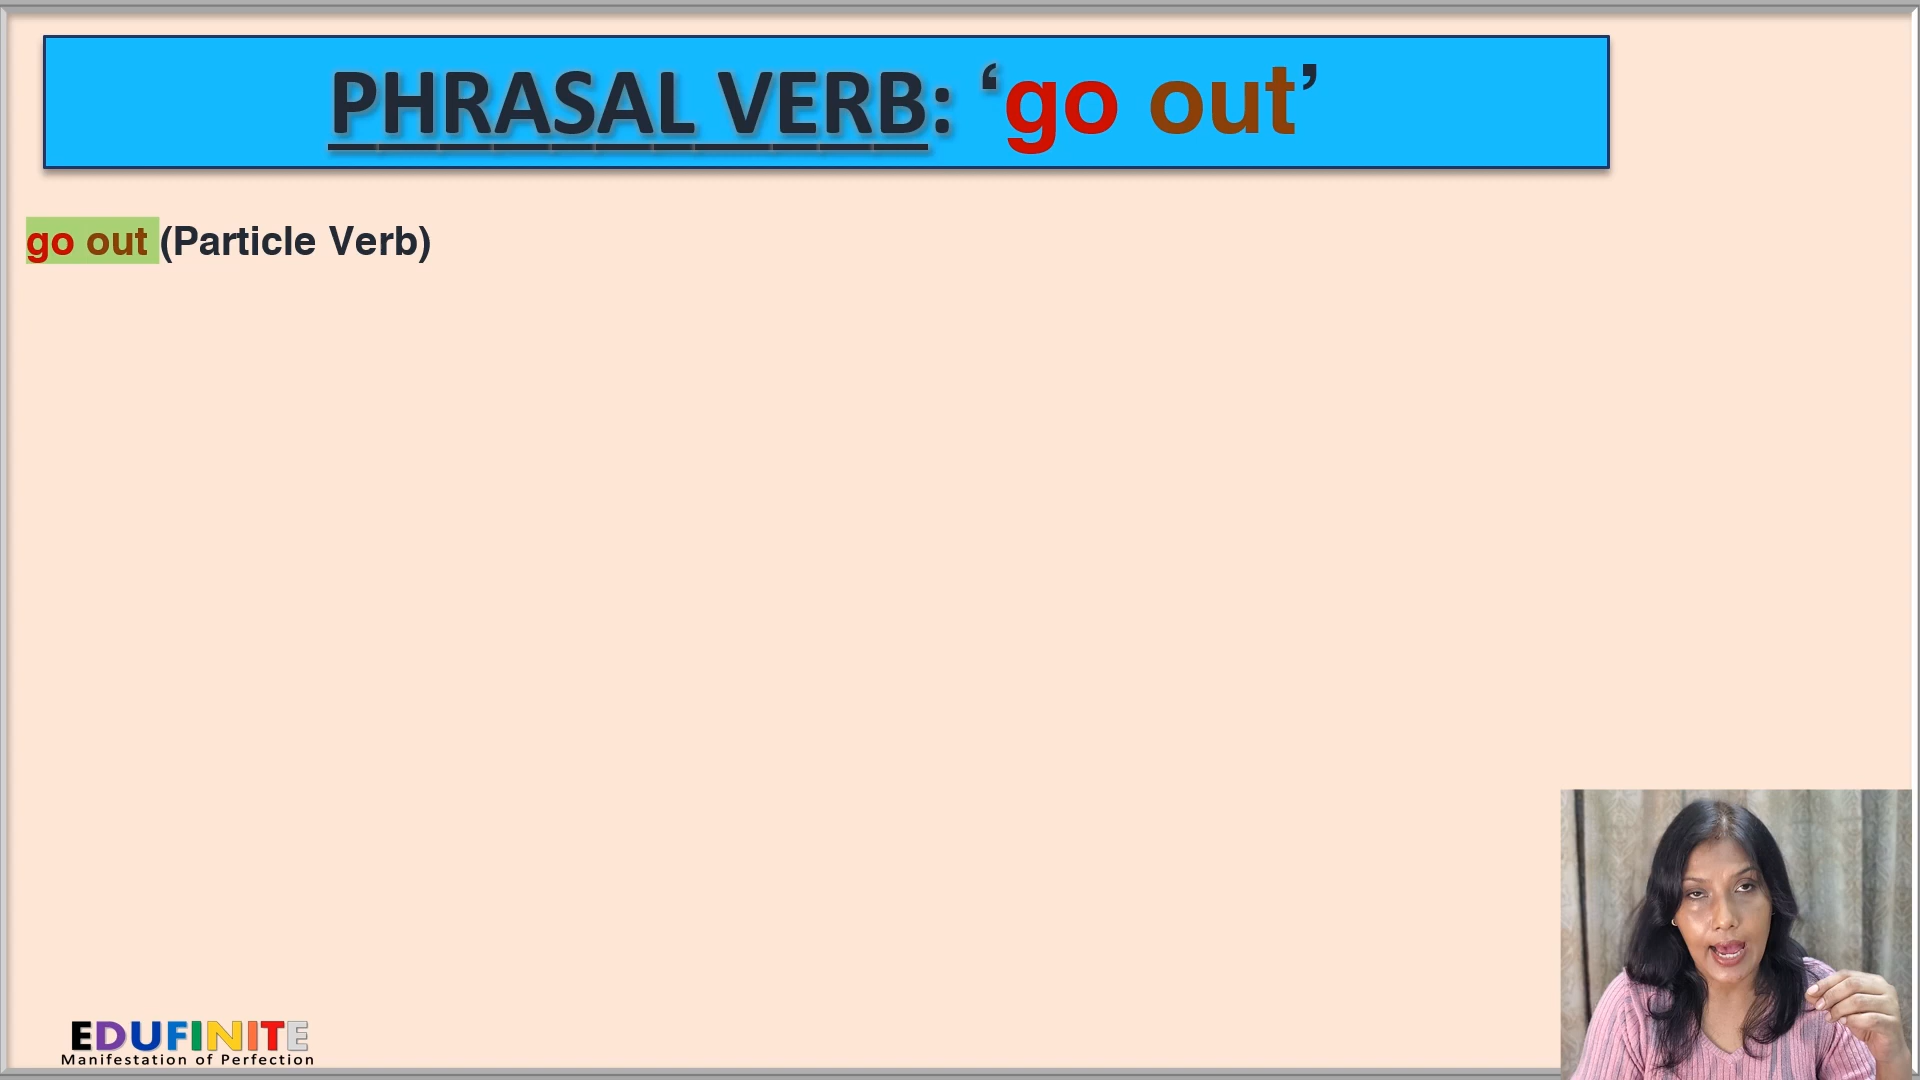 PHRASAL VERB: ‘go out’
go out (Particle Verb)
EDUFINITE
Manifestation of Perfection